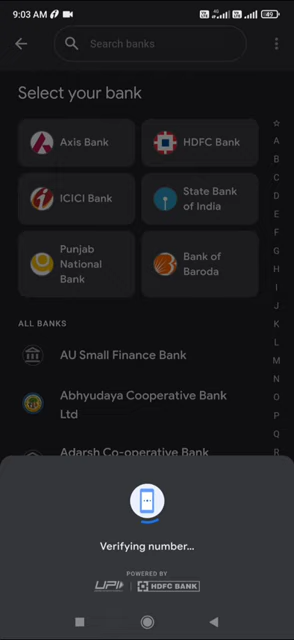 9:03 AM
49
Search banks
Select your bank
Axis Bank
HDFC Bank
ICICI Bank
State Bank
of India
Punjab
National
Bank
Bank of
Baroda
ALL BANKS
AU Small Finance Bank
Abhyudaya Cooperative Bank
Ltd
Adarsh Co-operative Bank
A
B
C
D
E
F
G
H
I
J
K
L
M
N
O
P
Q
R
Verifying number...
POWERED BY
UPI
HDFC BANK